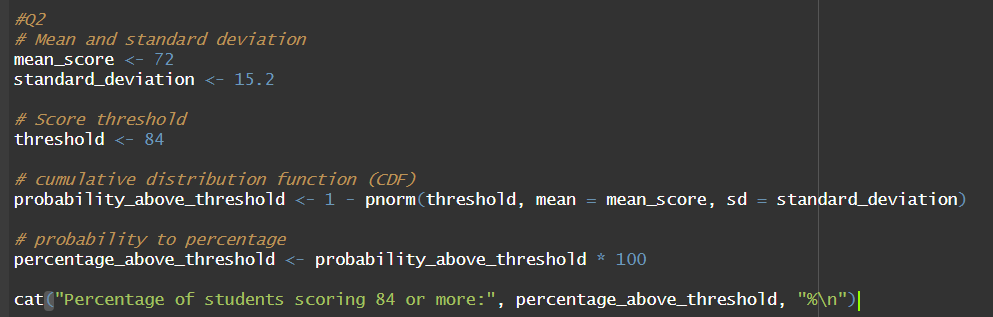 #Q2
# Mean and standard deviation
mean_score <- 72
standard_deviation <- 15.2
# Score threshold
threshold <- 84
# cumulative distribution function (CDF)
probability_above_threshold <- 1 - pnorm(threshold, mean = mean_score, sd = standard_deviation)
# probability to percentage
percentage_above_threshold <- probability_above_threshold * 100
cat("Percentage of students scoring 84 or more:", percentage_above_threshold, "%\n")